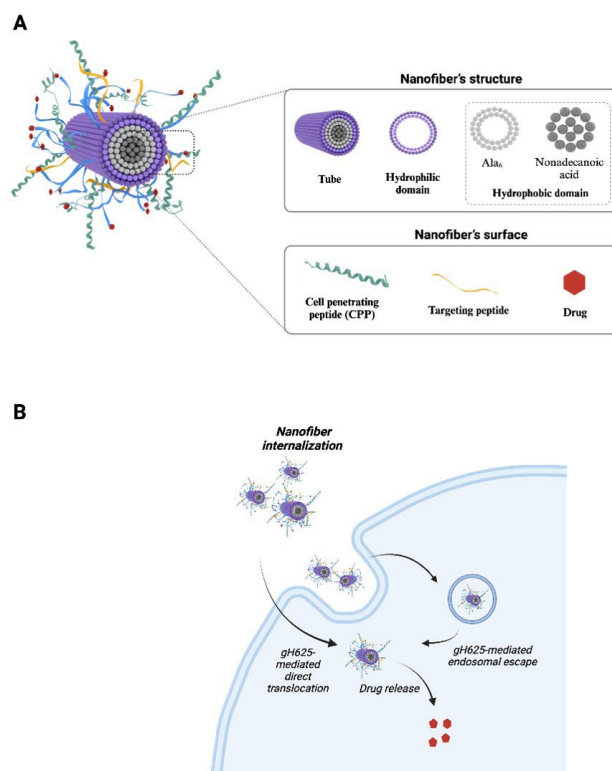 A
Nanofiber's structure
Tube
Hydrophilic
domain
Ala₆
Nonadecanoic
acid
Hydrophobic domain
Nanofiber's surface
Cell penetrating
peptide (CPP)
Targeting peptide
Drug
B
Nanofiber
internalization
gH625-
mediated
direct
translocation
Drug release
gH625-mediated
endosomal escape